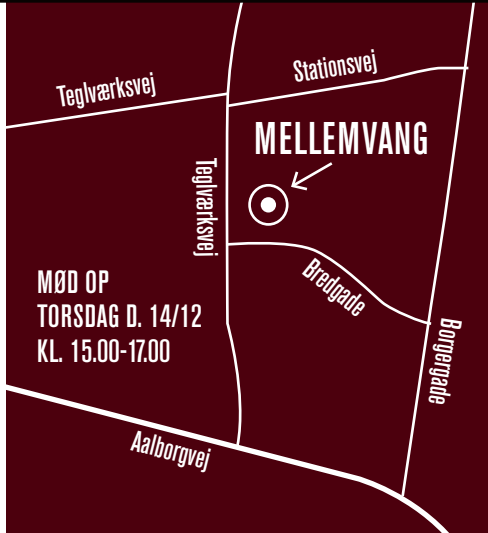 Stationsvej
Teglværksvej
MELLEMVANG
Teglværksvej
Bredgade
MØD OP
TORSDAG D. 14/12
KL. 15.00-17.00
Borgergade
Aalborgvej